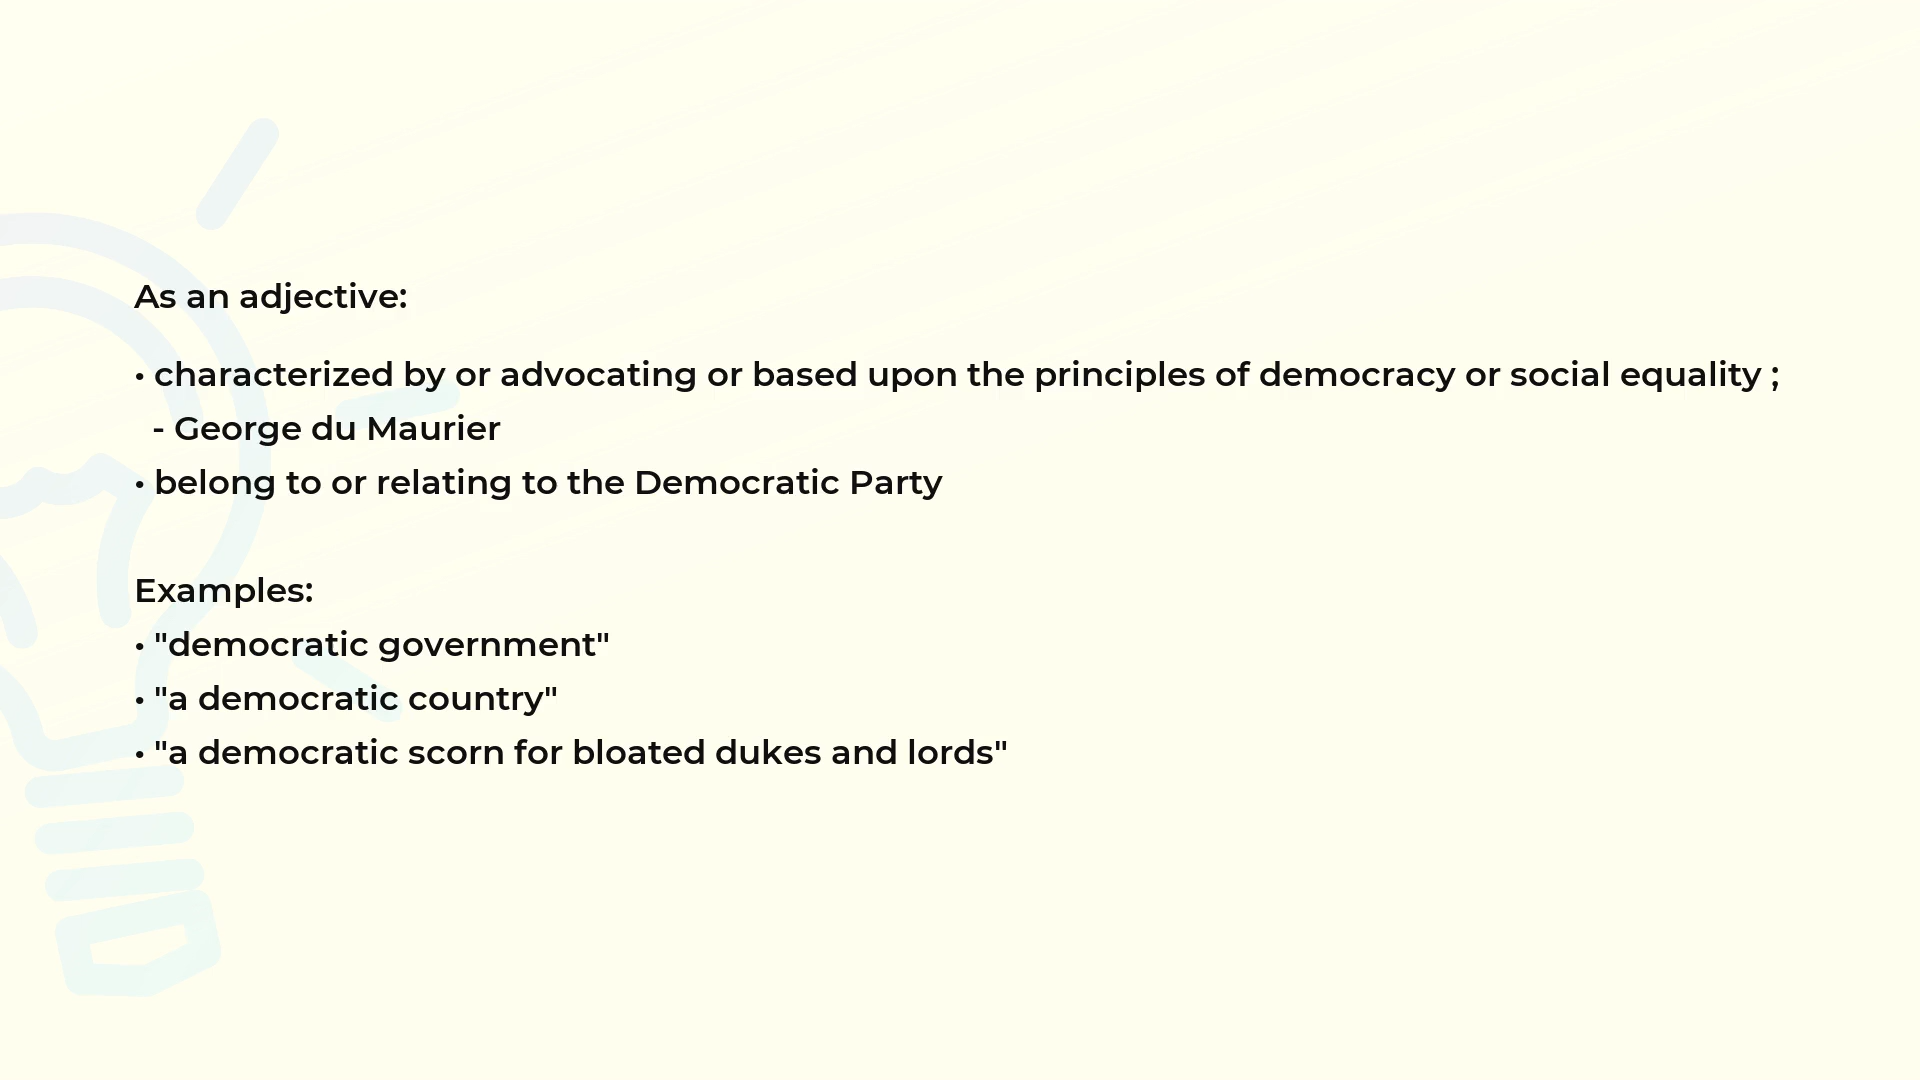 As an adjective:
• characterized by or advocating or based upon the principles of democracy or social equality ;
- George du Maurier
• belong to or relating to the Democratic Party
Examples:
• "democratic government"
• "a democratic country"
• "a democratic scorn for bloated dukes and lords"